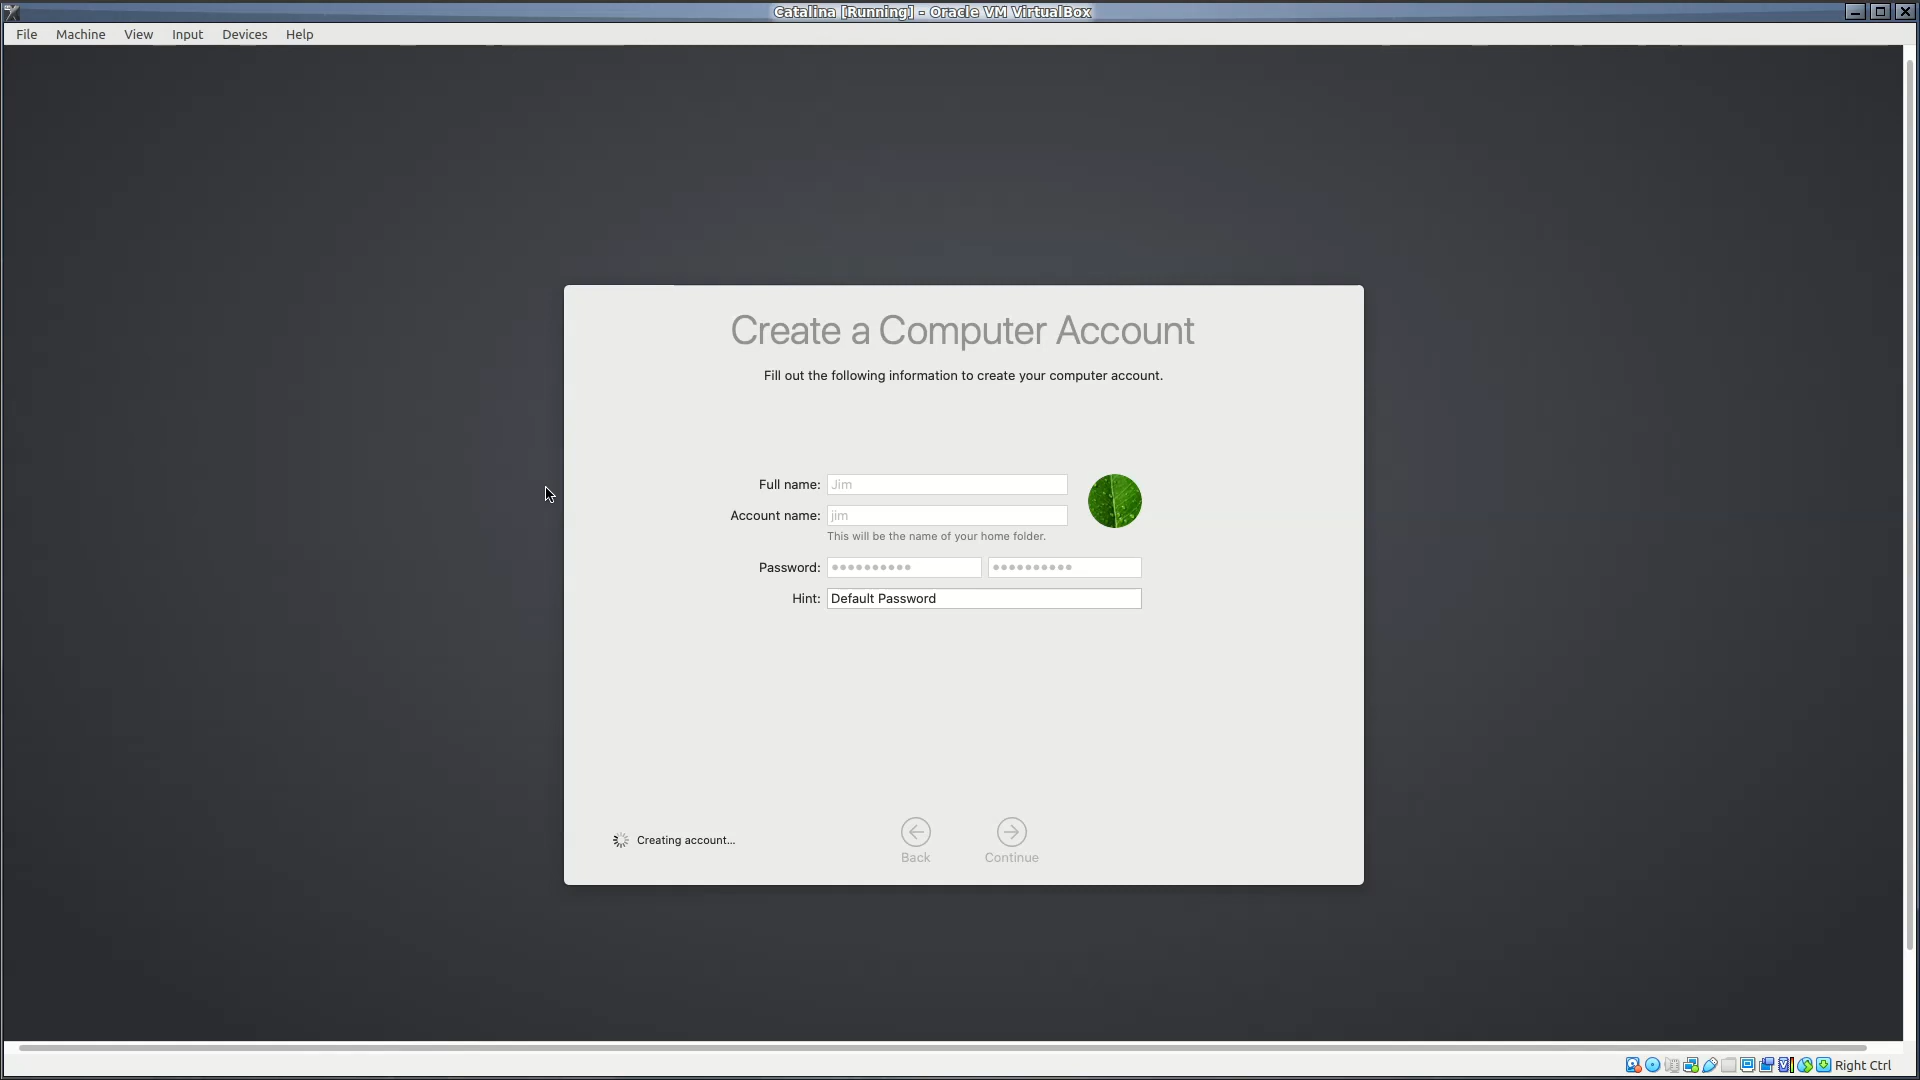 Catalina [Running] - Oracle VM VirtualBox
File Machine View Input Devices Help
Create a Computer Account
Fill out the following information to create your computer account.
Full name: Jim
Account name: jim
This will be the name of your home folder.
Password: ●●●●●●●●●● ●●●●●●●●●●
Hint: Default Password
Creating account...
Back
Continue
Right Ctrl